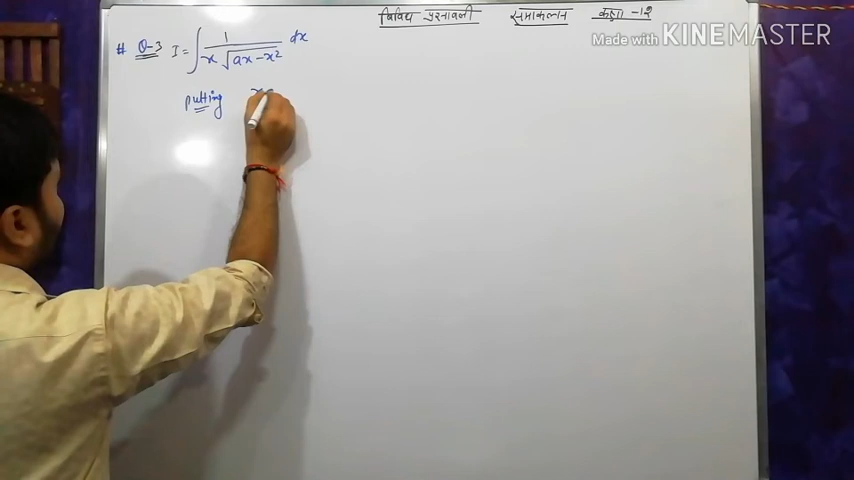 विविध प्रश्नावली समाकलन कक्षा -12
Made with KINEMASTER
# Q-3 I = ∫ 1/(x √(ax-x²)) dx
putting x =